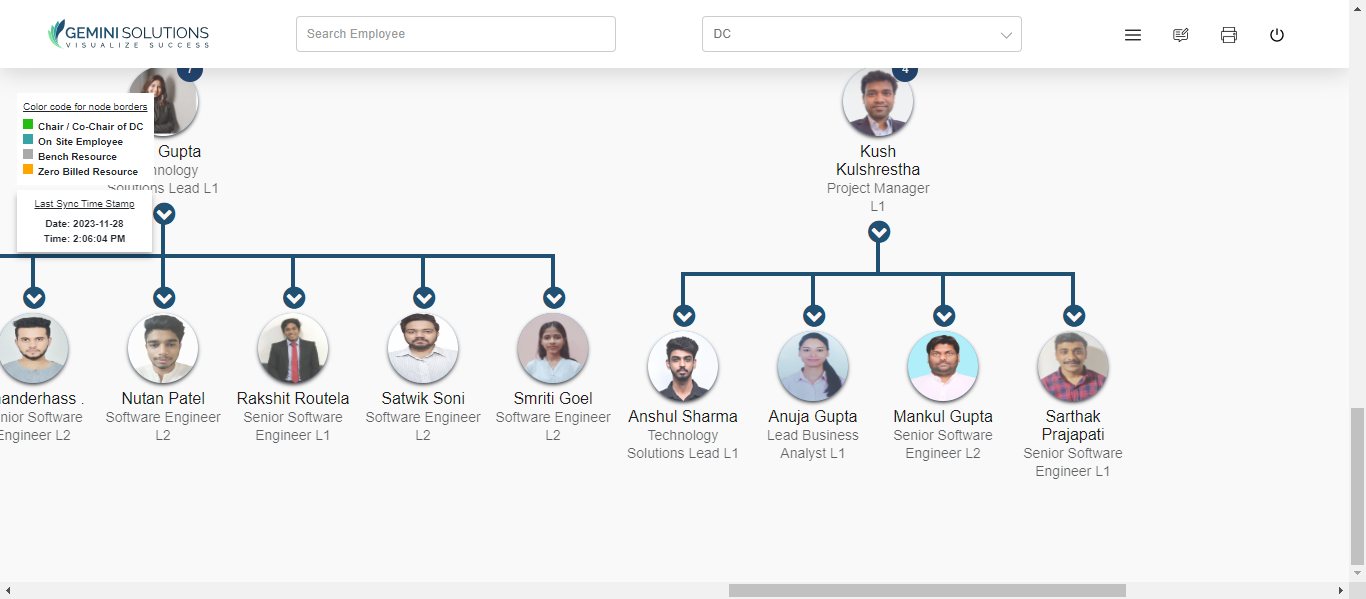 GEMINI SOLUTIONS
VISUALIZE SUCCESS
Search Employee
DC
7
4
Color code for node borders
Chair / Co-Chair of DC
On Site Employee
Bench Resource
Zero Billed Resource
Gupta
Solutions Lead L1
Last Sync Time Stamp
Date: 2023-11-28
Time: 2:06:04 PM
Kush
Kulshrestha
Project Manager
L1
anderhass .
nior Software
Engineer L2
Nutan Patel
Software Engineer
L2
Rakshit Routela
Senior Software
Engineer L1
Satwik Soni
Software Engineer
L2
Smriti Goel
Software Engineer
L2
Anshul Sharma
Technology
Solutions Lead L1
Anuja Gupta
Lead Business
Analyst L1
Mankul Gupta
Senior Software
Engineer L2
Sarthak
Prajapati
Senior Software
Engineer L1